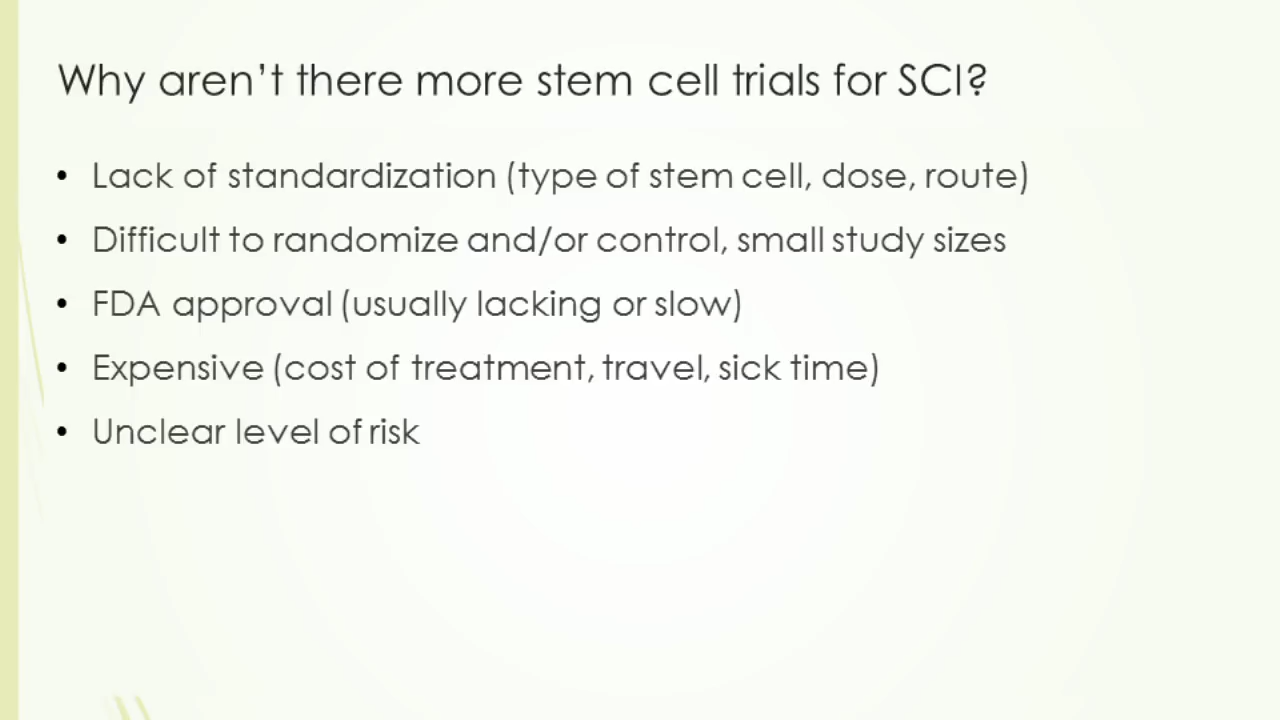 Why aren’t there more stem cell trials for SCI?
• Lack of standardization (type of stem cell, dose, route)
• Difficult to randomize and/or control, small study sizes
• FDA approval (usually lacking or slow)
• Expensive (cost of treatment, travel, sick time)
• Unclear level of risk